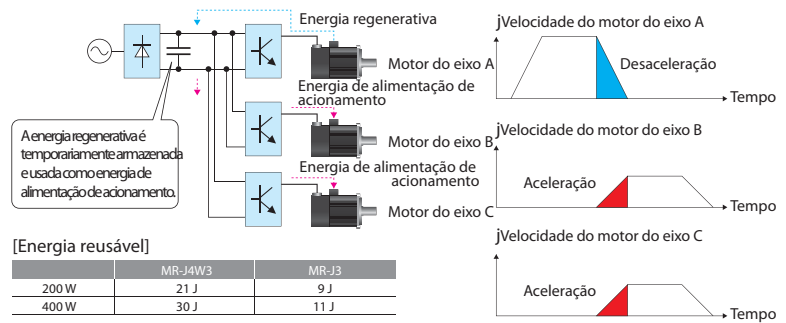 Energia regenerativa
Motor do eixo A
Energia de alimentação de
acionamento
Motor do eixo B
Energia de alimentação de
acionamento
Motor do eixo C
A energia regenerativa é
temporariamente armazenada
e usada como energia de
alimentação de acionamento.
[Energia reusável]
MR-J4W3 MR-J3
200 W 21 J 9 J
400 W 30 J 11 J
jVelocidade do motor do eixo A
Desaceleração
Tempo
jVelocidade do motor do eixo B
Aceleração
Tempo
jVelocidade do motor do eixo C
Aceleração
Tempo